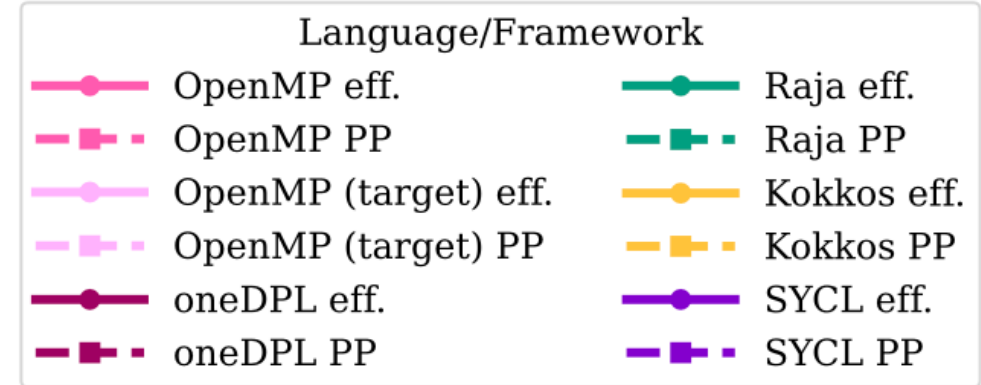 Language/Framework
OpenMP eff.
OpenMP PP
OpenMP (target) eff.
OpenMP (target) PP
oneDPL eff.
oneDPL PP
Raja eff.
Raja PP
Kokkos eff.
Kokkos PP
SYCL eff.
SYCL PP